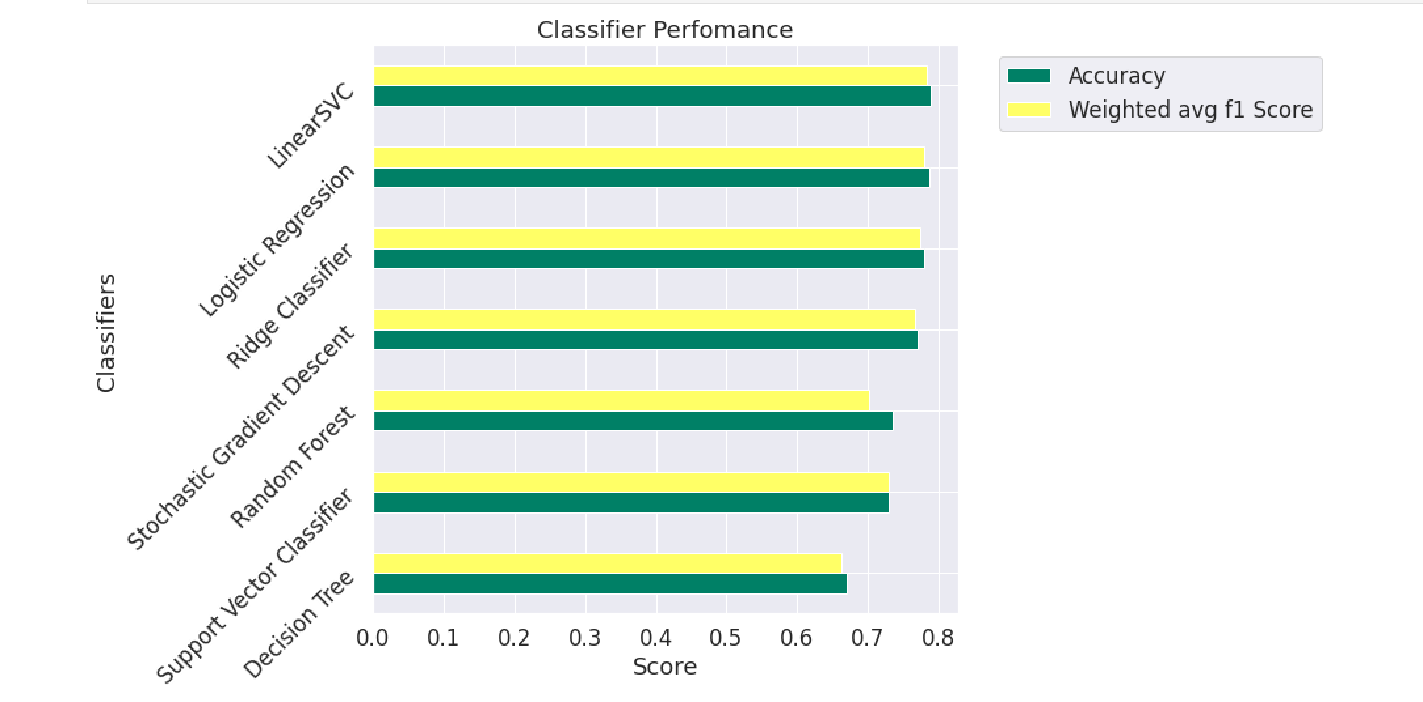 Classifier Perfomance
Accuracy
Weighted avg f1 Score
LinearSVC
Logistic Regression
Ridge Classifier
Stochastic Gradient Descent
Random Forest
Support Vector Classifier
Decision Tree
Classifiers
0.0 0.1 0.2 0.3 0.4 0.5 0.6 0.7 0.8
Score